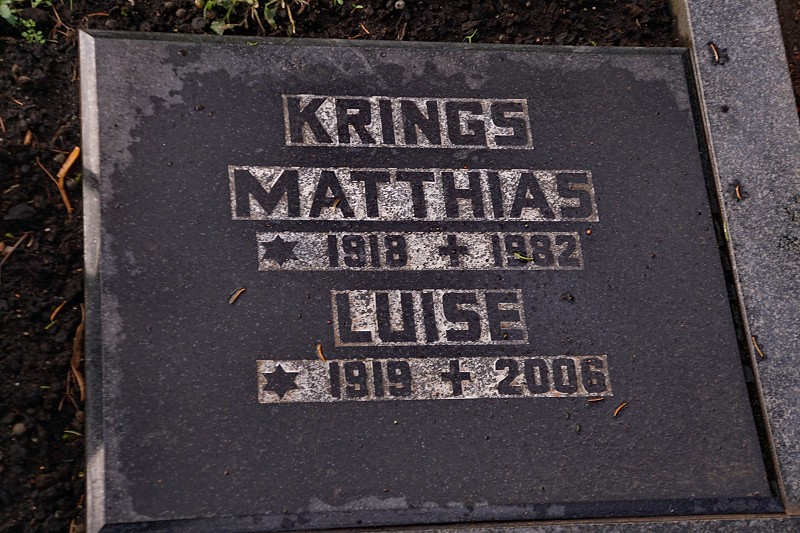 KRINGS
MATTHIAS
✶ 1918 ✚ 1982
LUISE
✶ 1919 ✚ 2006